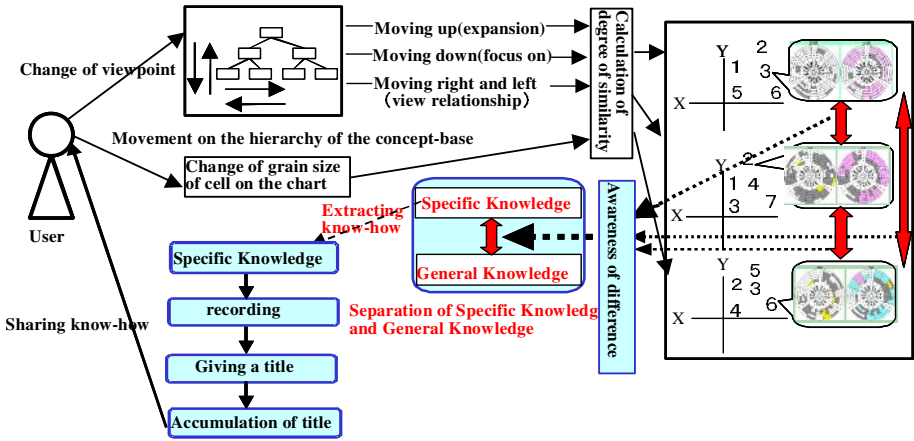 Moving up(expansion)
Moving down(focus on)
Moving right and left
(view relationship)
Change of viewpoint
Calculation of
degree of similarity
Movement on the hierarchy of the concept-base
Change of grain size
of cell on the chart
User
Extracting
know-how
Specific Knowledge
General Knowledge
Separation of Specific Knowledg
and General Knowledge
Awareness of difference
Specific Knowledge
recording
Giving a title
Accumulation of title
Sharing know-how
Y
2
1
3
5
6
X
Y
2
1 4
3
7
X
Y
5
2
3
6
4
X